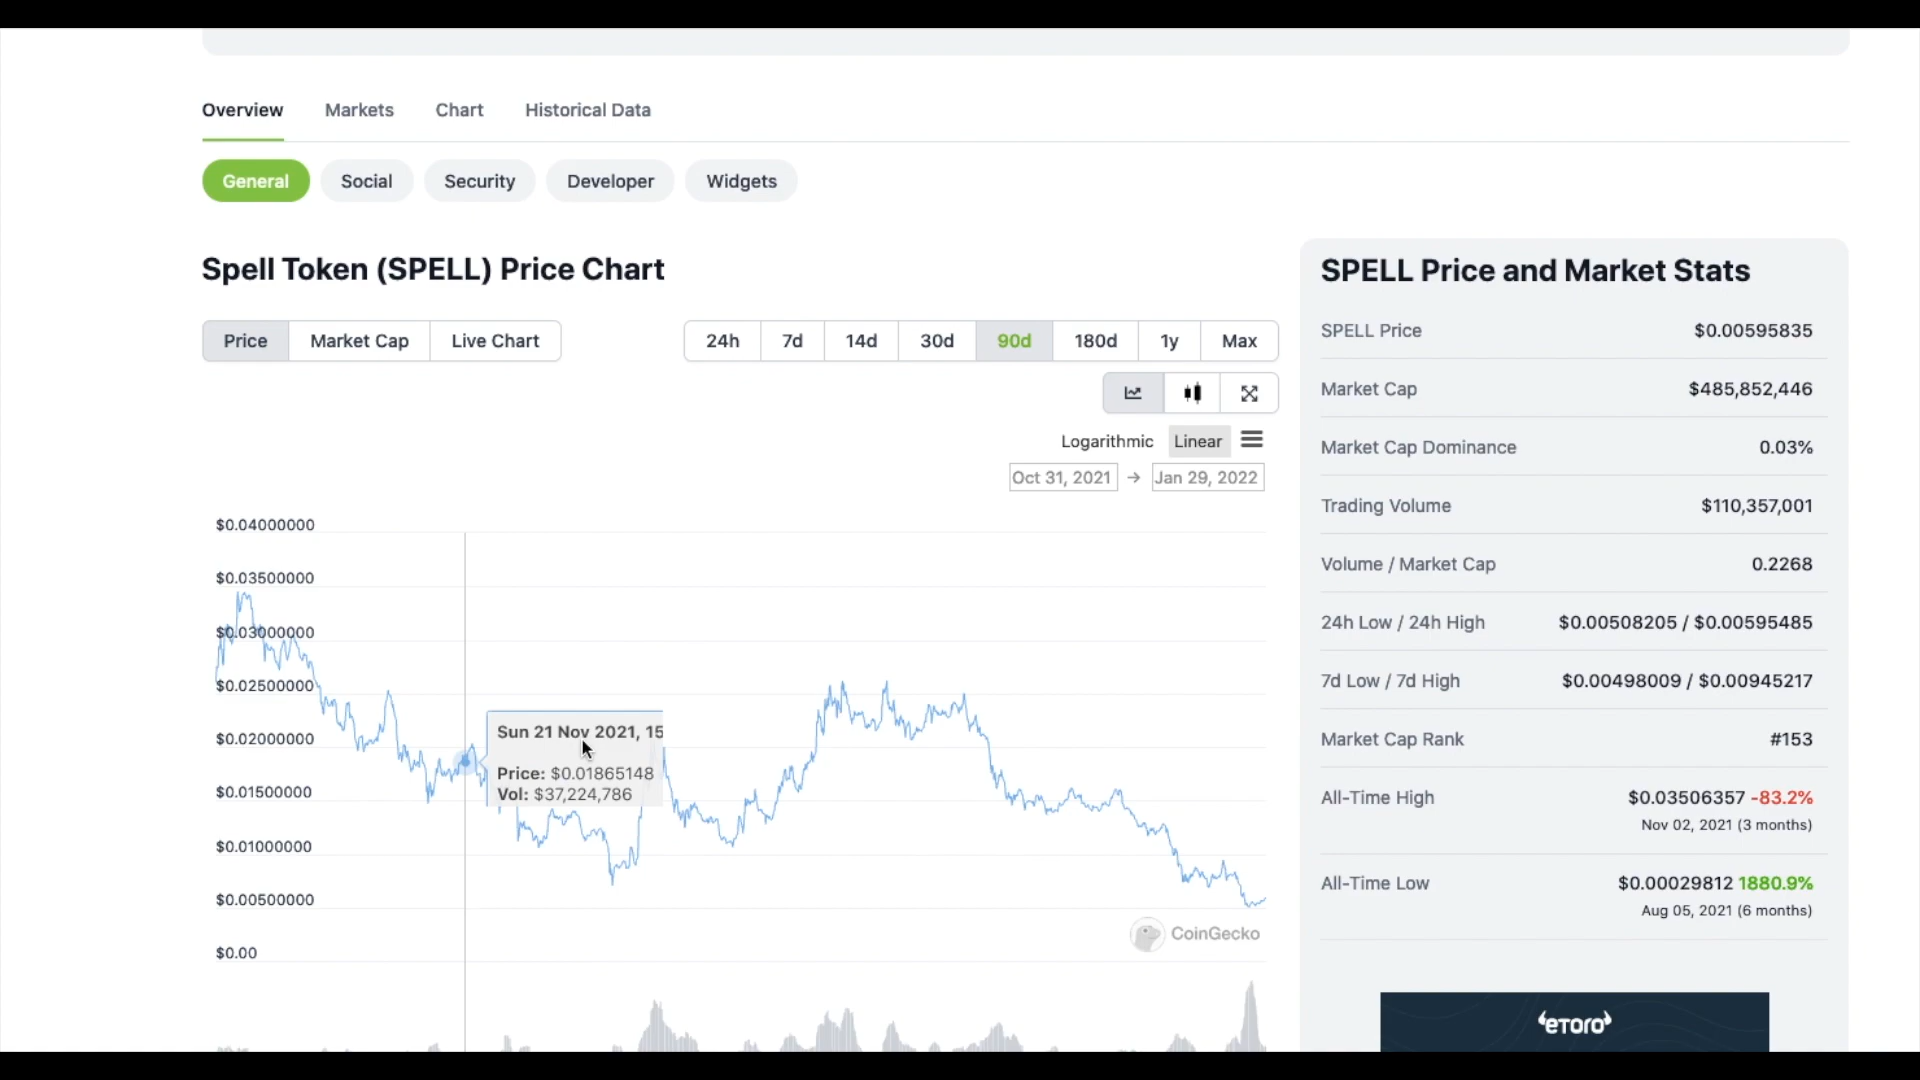 Overview Markets Chart Historical Data
General Social Security Developer Widgets
Spell Token (SPELL) Price Chart
Price Market Cap Live Chart
24h 7d 14d 30d 90d 180d 1y Max
Logarithmic Linear
Oct 31, 2021 → Jan 29, 2022
$0.04000000
$0.03500000
$0.03000000
$0.02500000
$0.02000000
$0.01500000
$0.01000000
$0.00500000
$0.00
Sun 21 Nov 2021, 15
Price: $0.01865148
Vol: $37,224,786
CoinGecko
SPELL Price and Market Stats
SPELL Price $0.00595835
Market Cap $485,852,446
Market Cap Dominance 0.03%
Trading Volume $110,357,001
Volume / Market Cap 0.2268
24h Low / 24h High $0.00508205 / $0.00595485
7d Low / 7d High $0.00498009 / $0.00945217
Market Cap Rank #153
All-Time High $0.03506357 -83.2%
Nov 02, 2021 (3 months)
All-Time Low $0.00029812 1880.9%
Aug 05, 2021 (6 months)
eToro